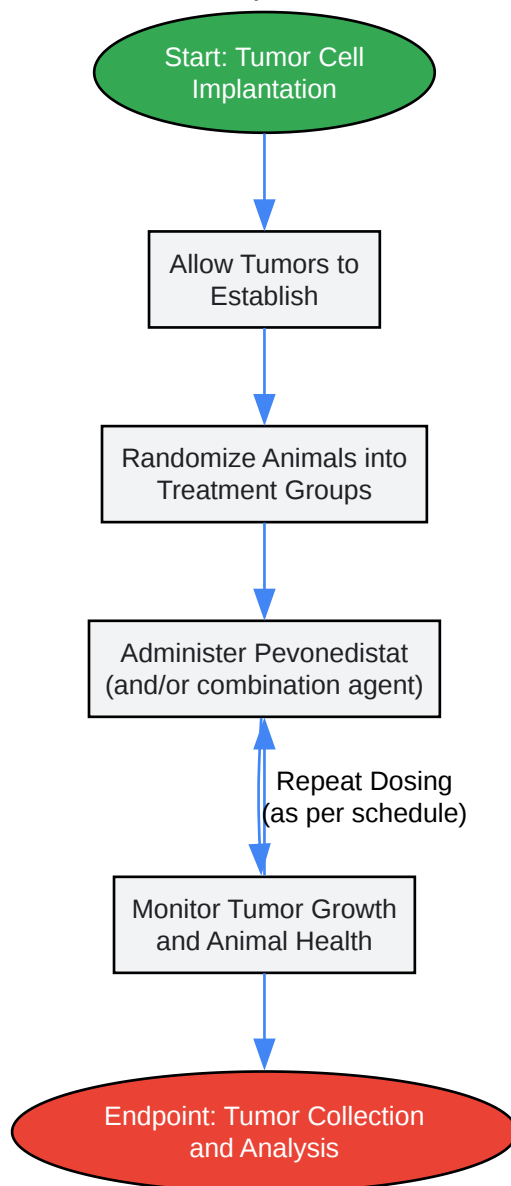 Start: Tumor Cell
Implantation
Allow Tumors to
Establish
Randomize Animals into
Treatment Groups
Administer Pevonedistat
(and/or combination agent)
Repeat Dosing
(as per schedule)
Monitor Tumor Growth
and Animal Health
Endpoint: Tumor Collection
and Analysis